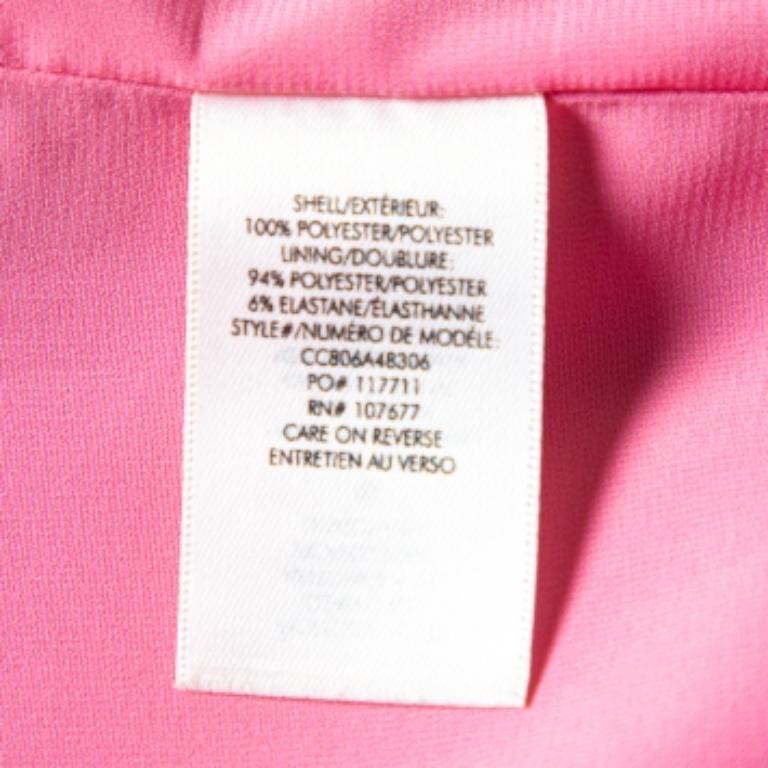 SHELL/EXTÉRIEUR:
100% POLYESTER/POLYESTER
LINING/DOUBLURE:
94% POLYESTER/POLYESTER
6% ELASTANE/ÉLASTHANNE
STYLE#/NUMÉRO DE MODÉLE:
CC806A48306
PO# 117711
RN# 107677
CARE ON REVERSE
ENTRETIEN AU VERSO